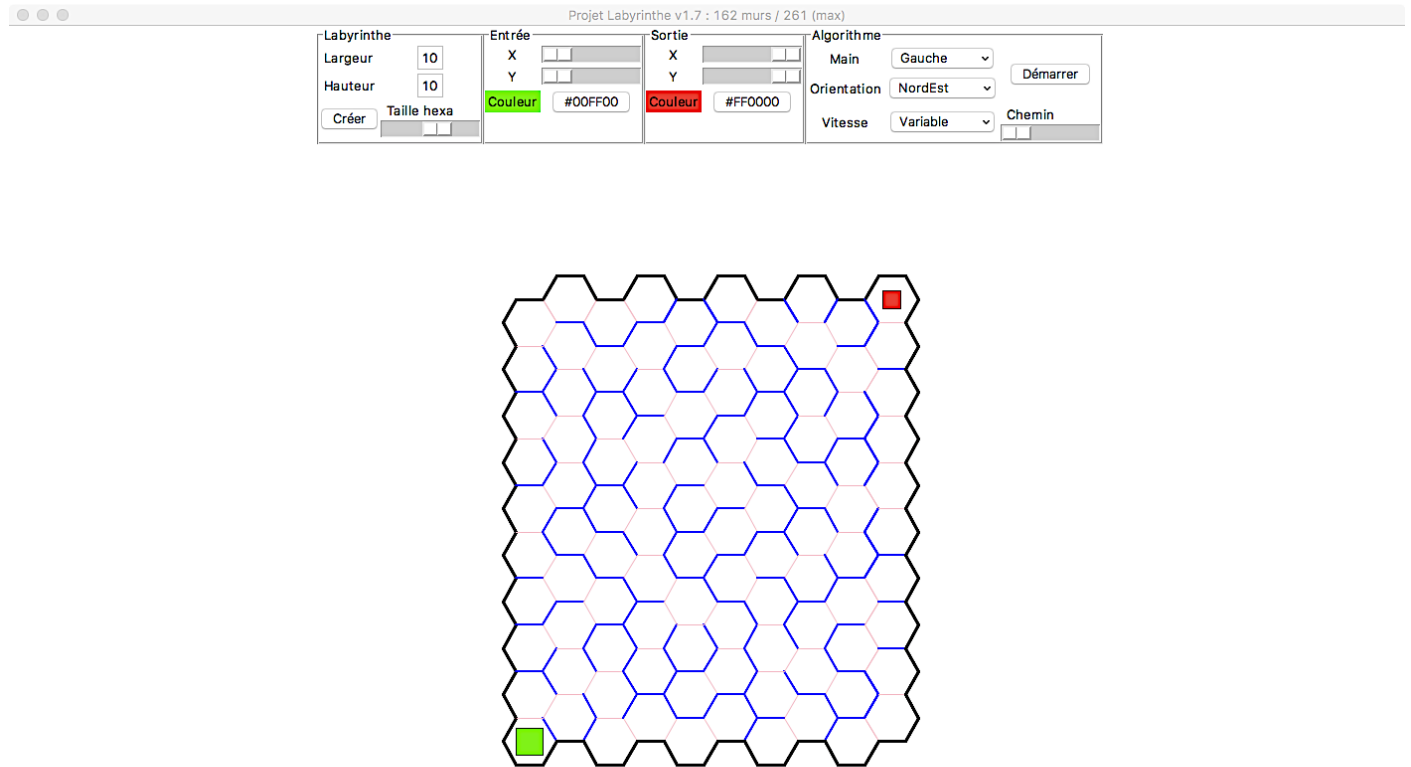 Projet Labyrinthe v1.7 : 162 murs / 261 (max)
Labyrinthe
Largeur 10
Hauteur 10
Créer Taille hexa
Entrée
X
Y
Couleur #00FF00
Sortie
X
Y
Couleur #FF0000
Algorithme
Main Gauche
Orientation NordEst
Vitesse Variable
Démarrer
Chemin